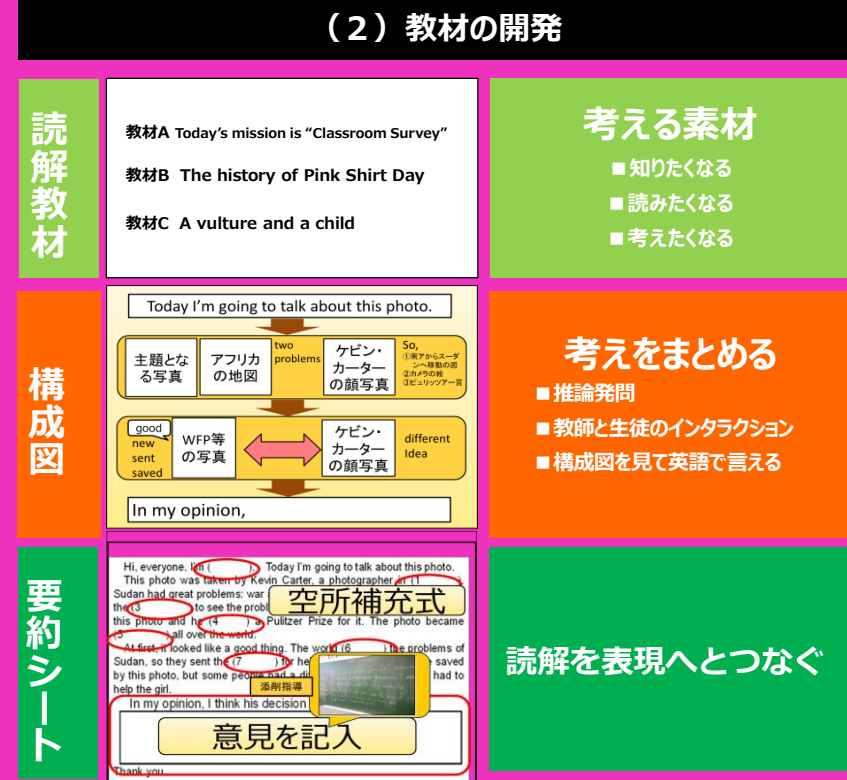 （２）教材の開発
読解教材
教材A Today's mission is “Classroom Survey”
教材B The history of Pink Shirt Day
教材C A vulture and a child
考える素材
■知りたくなる
■読みたくなる
■考えたくなる
構成図
Today I'm going to talk about this photo.
主題となる写真
アフリカの地図
two problems
ケビン・カーターの顔写真
So,
①南アからスーダンへ移動の図
②カメラの絵
③ピュリッツアー賞
good
new
sent
saved
WFP等の写真
ケビン・カーターの顔写真
different Idea
In my opinion,
考えをまとめる
■推論発問
■教師と生徒のインタラクション
■構成図を見て英語で言える
要約シート
Hi, everyone. I'm ( ). Today I'm going to talk about this photo.
This photo was taken by Kevin Carter, a photographer in (1 ).
Sudan had great problems: war
the (3 ) to see the probl
this photo and he (4 ) a Pulitzer Prize for it. The photo became
(5 ) all over the world.
At first, it looked like a good thing. The world (6 ) the problems of
Sudan, so they sent the (7 ) for he saved
by this photo, but some people had a di had to
help the girl.
In my opinion, I think his decision
Thank you
空所補充式
添削指導
意見を記入
読解を表現へとつなぐ